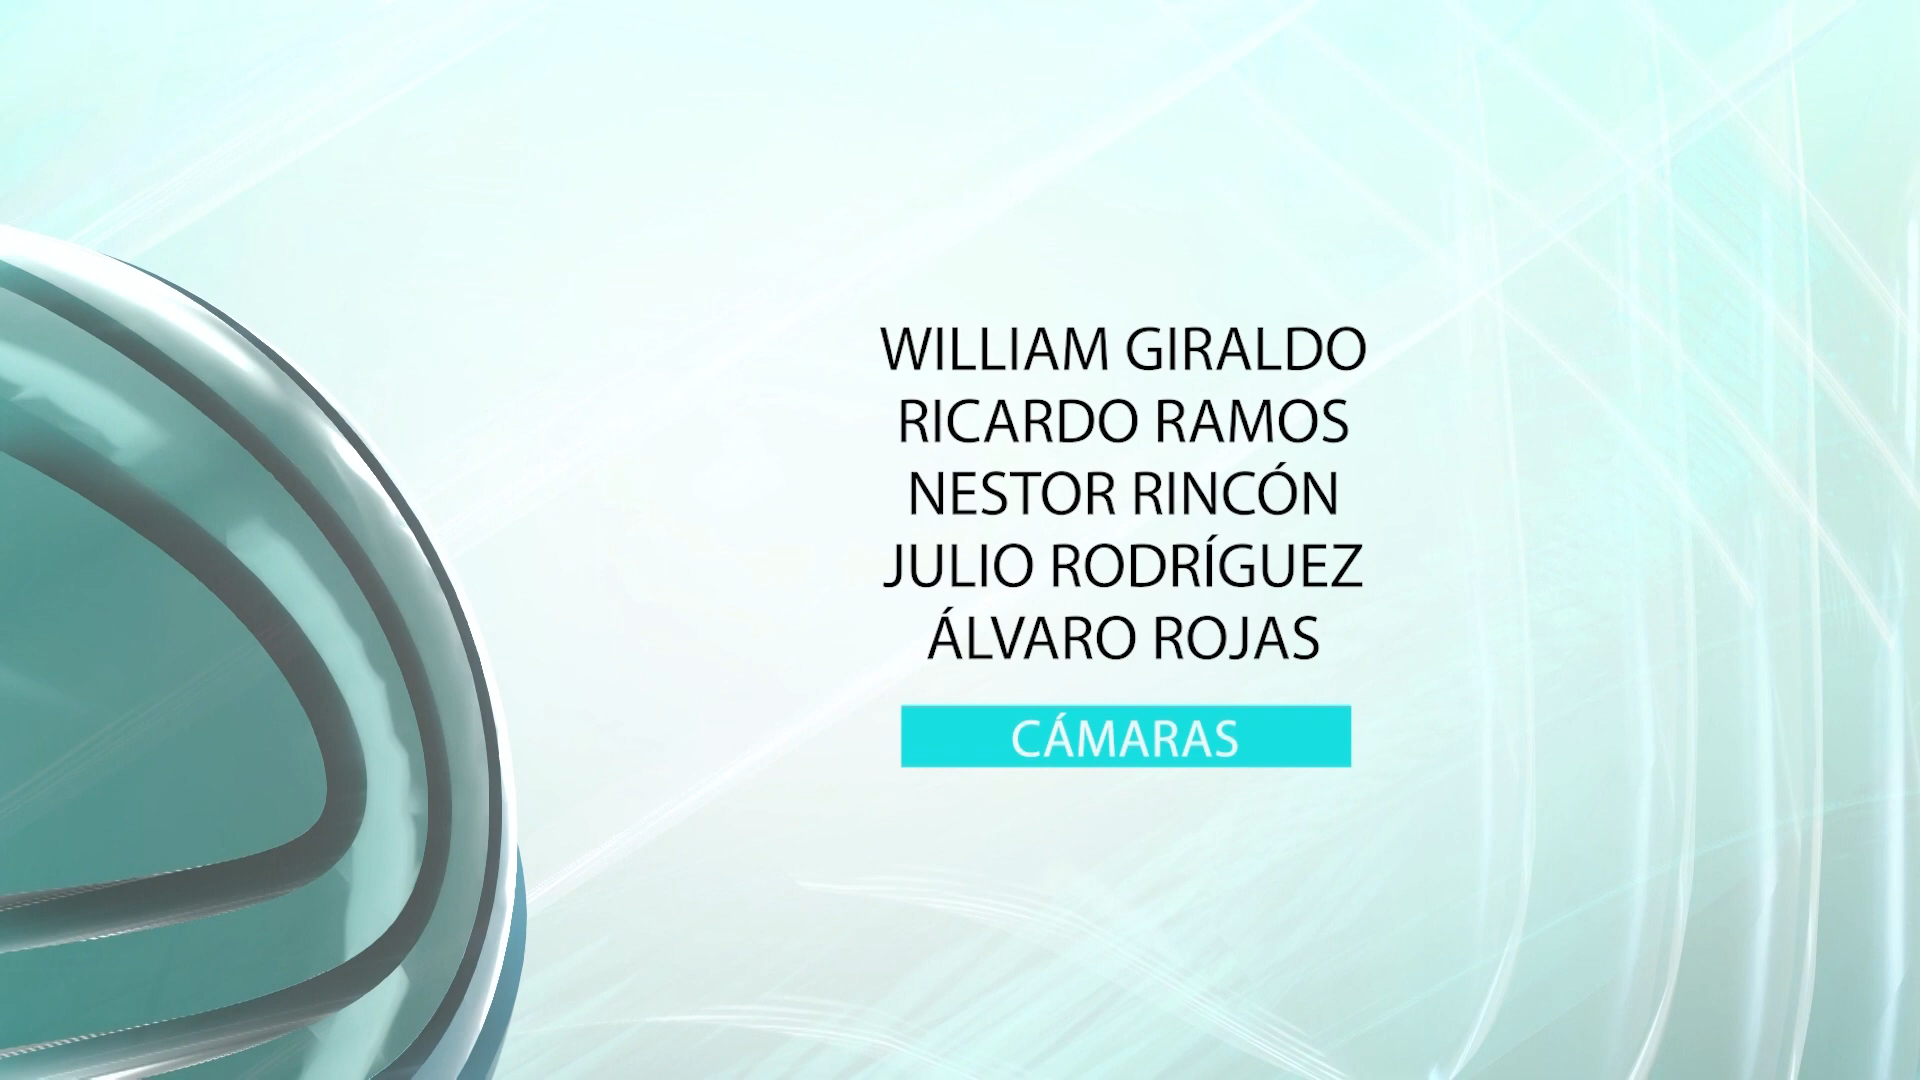 WILLIAM GIRALDO
RICARDO RAMOS
NESTOR RINCÓN
JULIO RODRÍGUEZ
ÁLVARO ROJAS
CÁMARAS